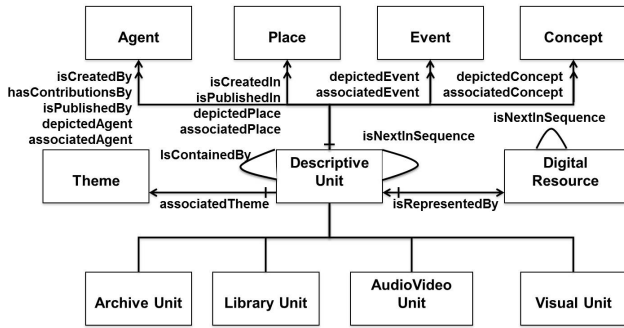 Agent
Place
Event
Concept
isCreatedBy
hasContributionsBy
isPublishedBy
depictedAgent
associatedAgent
isCreatedIn
isPublishedIn
depictedPlace
associatedPlace
depictedEvent
associatedEvent
depictedConcept
associatedConcept
isNextInSequence
isNextInSequence
IsContainedBy
Theme
Descriptive
Unit
Digital
Resource
associatedTheme
isRepresentedBy
Archive Unit
Library Unit
AudioVideo
Unit
Visual Unit